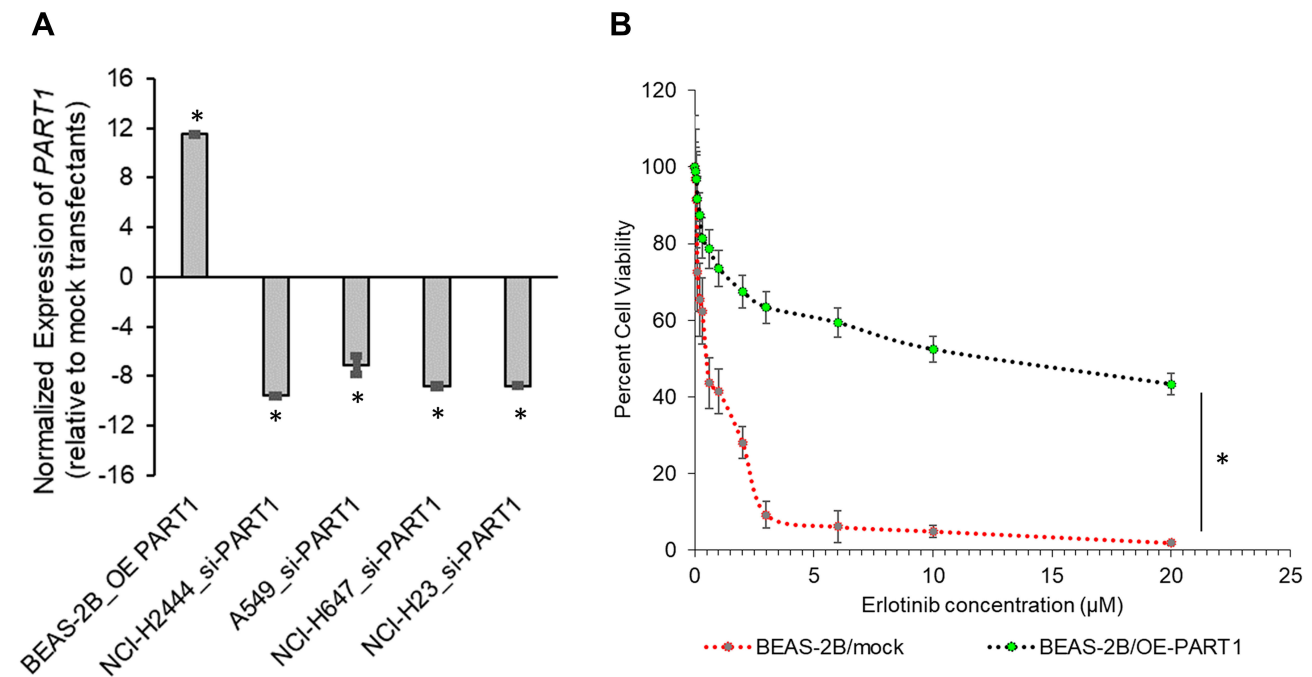 A
Normalized Expression of PART1
(relative to mock transfectants)
16
12
8
4
0
-4
-8
-12
-16
*
*
*
*
*
BEAS-2B_OE PART1
NCI-H2444_si-PART1
A549_si-PART1
NCI-H647_si-PART1
NCI-H23_si-PART1
B
Percent Cell Viability
120
100
80
60
40
20
0
*
0 5 10 15 20 25
Erlotinib concentration (µM)
BEAS-2B/mock BEAS-2B/OE-PART1